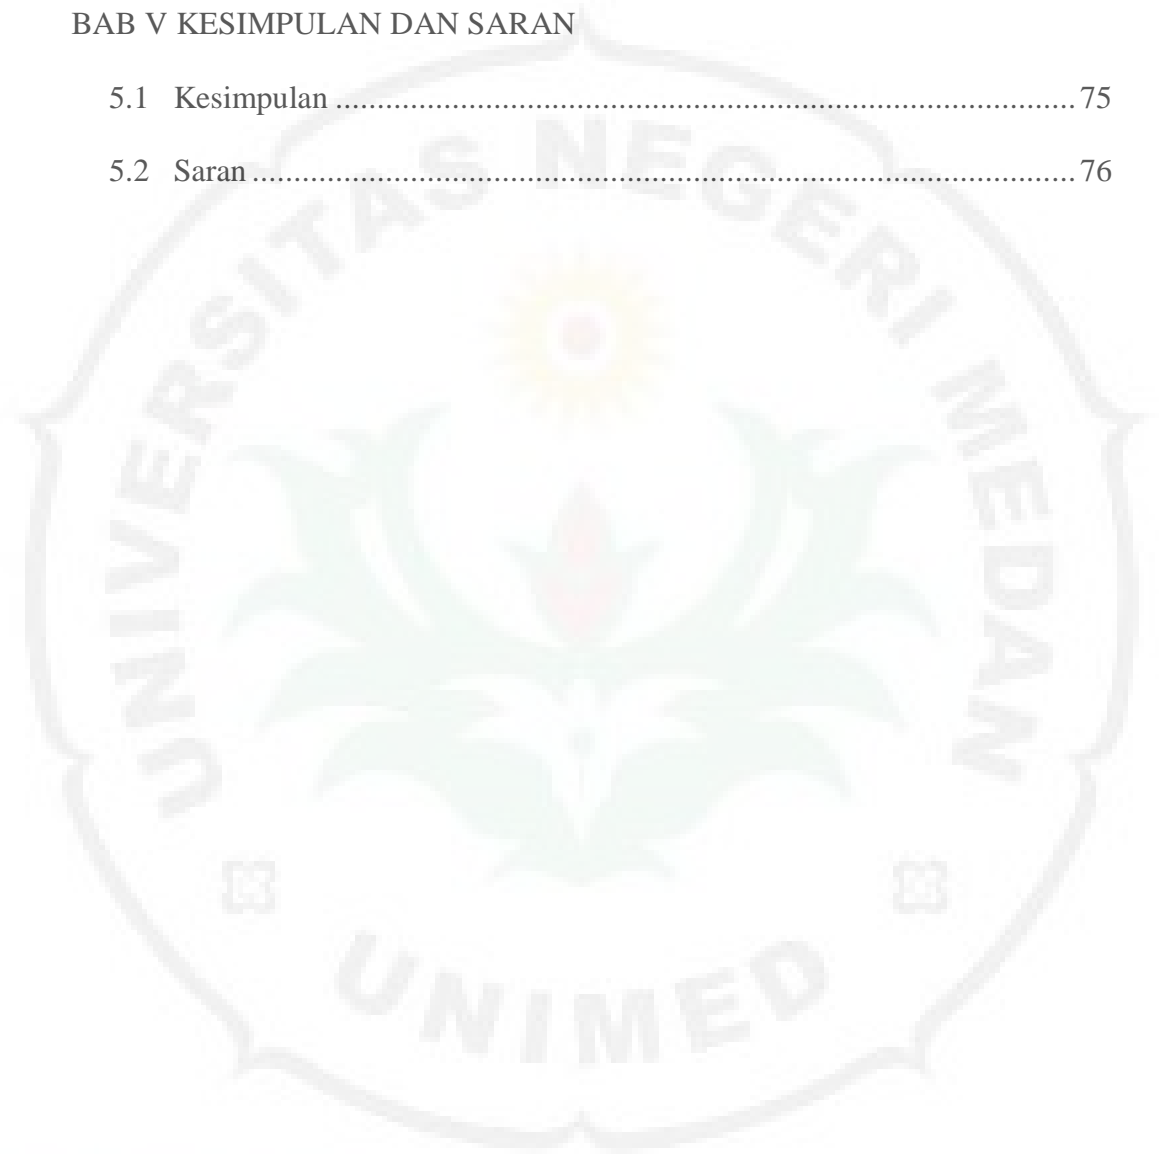 BAB V KESIMPULAN DAN SARAN
5.1 Kesimpulan ............................................................................................ 75
5.2 Saran ...................................................................................................... 76
UNIVERSITAS NEGERI MEDAN
UNIMED